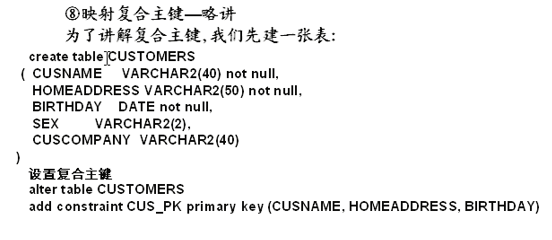 ⑧映射复合主键—略讲
为了讲解复合主键,我们先建一张表:
create table CUSTOMERS
( CUSNAME VARCHAR2(40) not null,
HOMEADDRESS VARCHAR2(50) not null,
BIRTHDAY DATE not null,
SEX VARCHAR2(2),
CUSCOMPANY VARCHAR2(40)
)
设置复合主键
alter table CUSTOMERS
add constraint CUS_PK primary key (CUSNAME, HOMEADDRESS, BIRTHDAY)